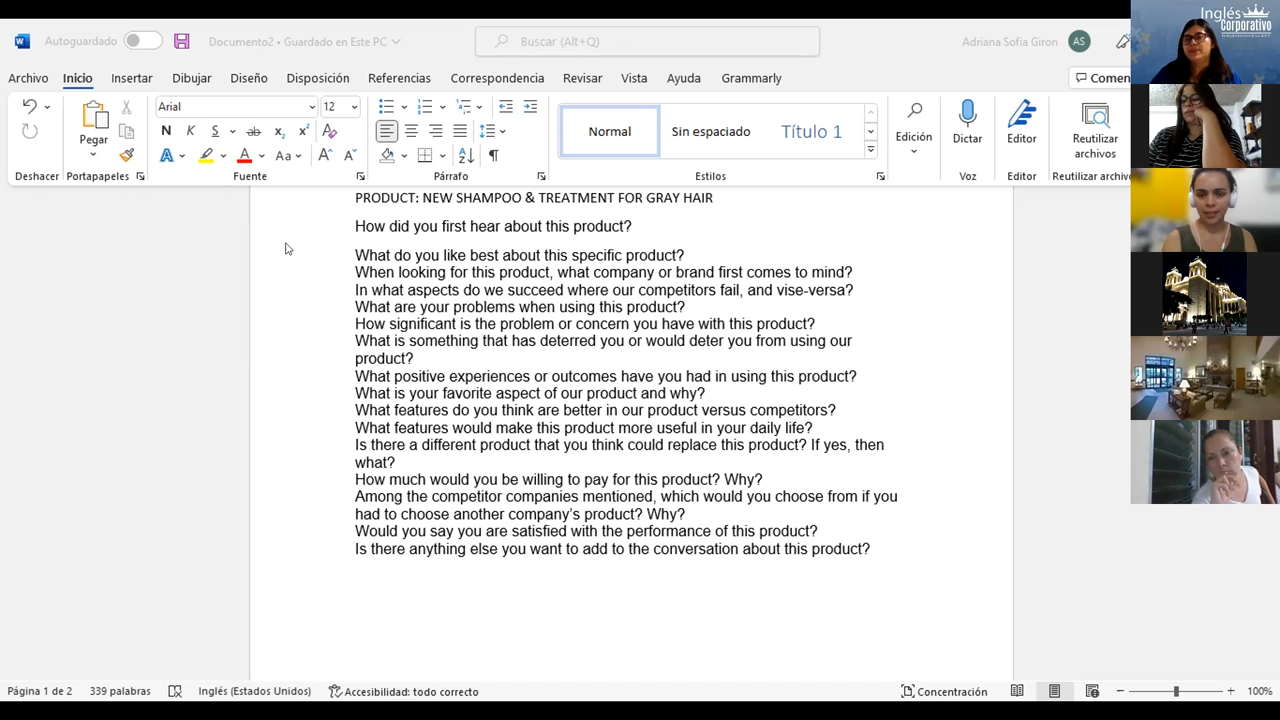 Autoguardado
Documento2 • Guardado en Este PC
Buscar (Alt+Q)
Adriana Sofia Giron
AS
Inglés
Corporativo
Archivo
Inicio
Insertar
Dibujar
Diseño
Disposición
Referencias
Correspondencia
Revisar
Vista
Ayuda
Grammarly
Comen
Arial
12
Pegar
N K S ab x₂ x²
A A Aa A A
Normal
Sin espaciado
Título 1
Edición
Dictar
Editor
Reutilizar
archivos
Deshacer
Portapapeles
Fuente
Párrafo
Estilos
Voz
Editor
Reutilizar archivo
PRODUCT: NEW SHAMPOO & TREATMENT FOR GRAY HAIR
How did you first hear about this product?
What do you like best about this specific product?
When looking for this product, what company or brand first comes to mind?
In what aspects do we succeed where our competitors fail, and vise-versa?
What are your problems when using this product?
How significant is the problem or concern you have with this product?
What is something that has deterred you or would deter you from using our
product?
What positive experiences or outcomes have you had in using this product?
What is your favorite aspect of our product and why?
What features do you think are better in our product versus competitors?
What features would make this product more useful in your daily life?
Is there a different product that you think could replace this product? If yes, then
what?
How much would you be willing to pay for this product? Why?
Among the competitor companies mentioned, which would you choose from if you
had to choose another company's product? Why?
Would you say you are satisfied with the performance of this product?
Is there anything else you want to add to the conversation about this product?
Página 1 de 2
339 palabras
Inglés (Estados Unidos)
Accesibilidad: todo correcto
Concentración
100%